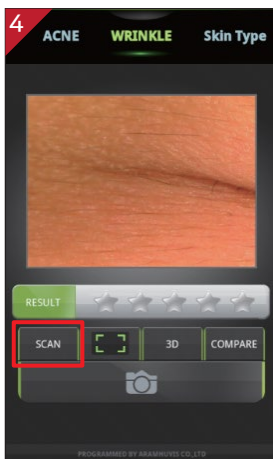 4
ACNE WRINKLE Skin Type
RESULT
SCAN 3D COMPARE
PROGRAMMED BY ARAMHUVIS CO.,LTD